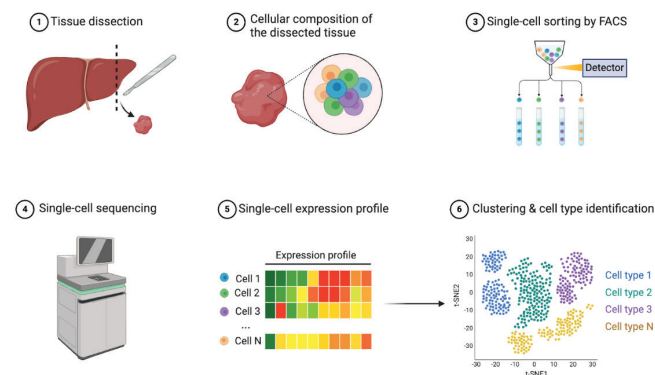 1 Tissue dissection
2 Cellular composition of
the dissected tissue
3 Single-cell sorting by FACS
Detector
4 Single-cell sequencing
5 Single-cell expression profile
Expression profile
Cell 1
Cell 2
Cell 3
...
Cell N
6 Clustering & cell type identification
30
20
10
0
-10
-20
-30
t-SNE2
-30 -20 -10 0 10 20 30
t-SNE1
Cell type 1
Cell type 2
Cell type 3
Cell type N